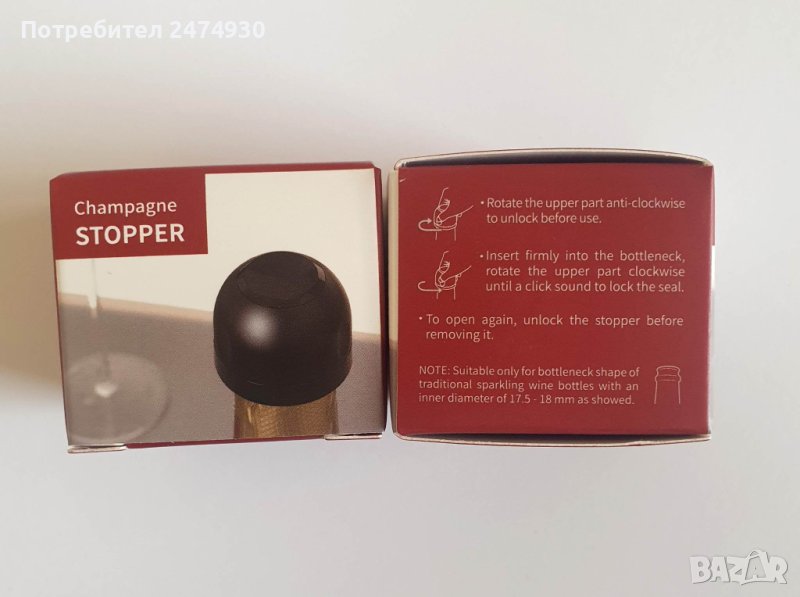 Потребител 2474930
Champagne
STOPPER
• Rotate the upper part anti-clockwise
to unlock before use.
• Insert firmly into the bottleneck,
rotate the upper part clockwise
until a click sound to lock the seal.
• To open again, unlock the stopper before
removing it.
NOTE: Suitable only for bottleneck shape of
traditional sparkling wine bottles with an
inner diameter of 17.5 - 18 mm as showed.
BAZAR